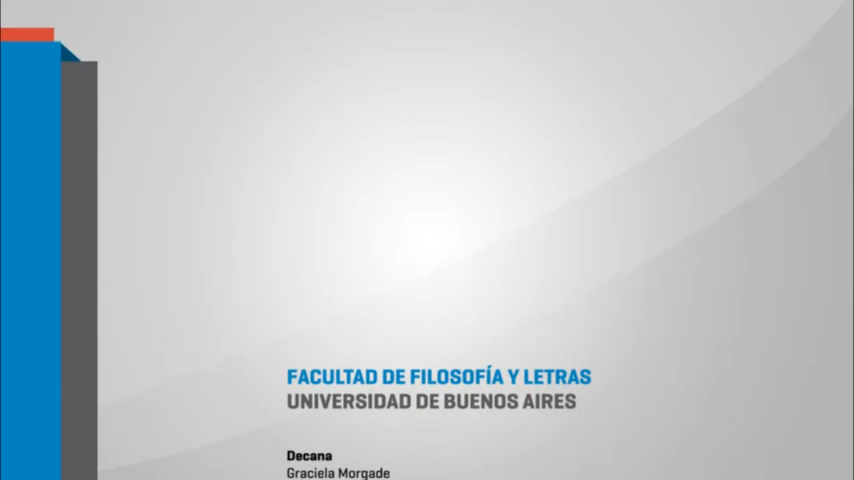 FACULTAD DE FILOSOFÍA Y LETRAS
UNIVERSIDAD DE BUENOS AIRES
Decana
Graciela Morgade